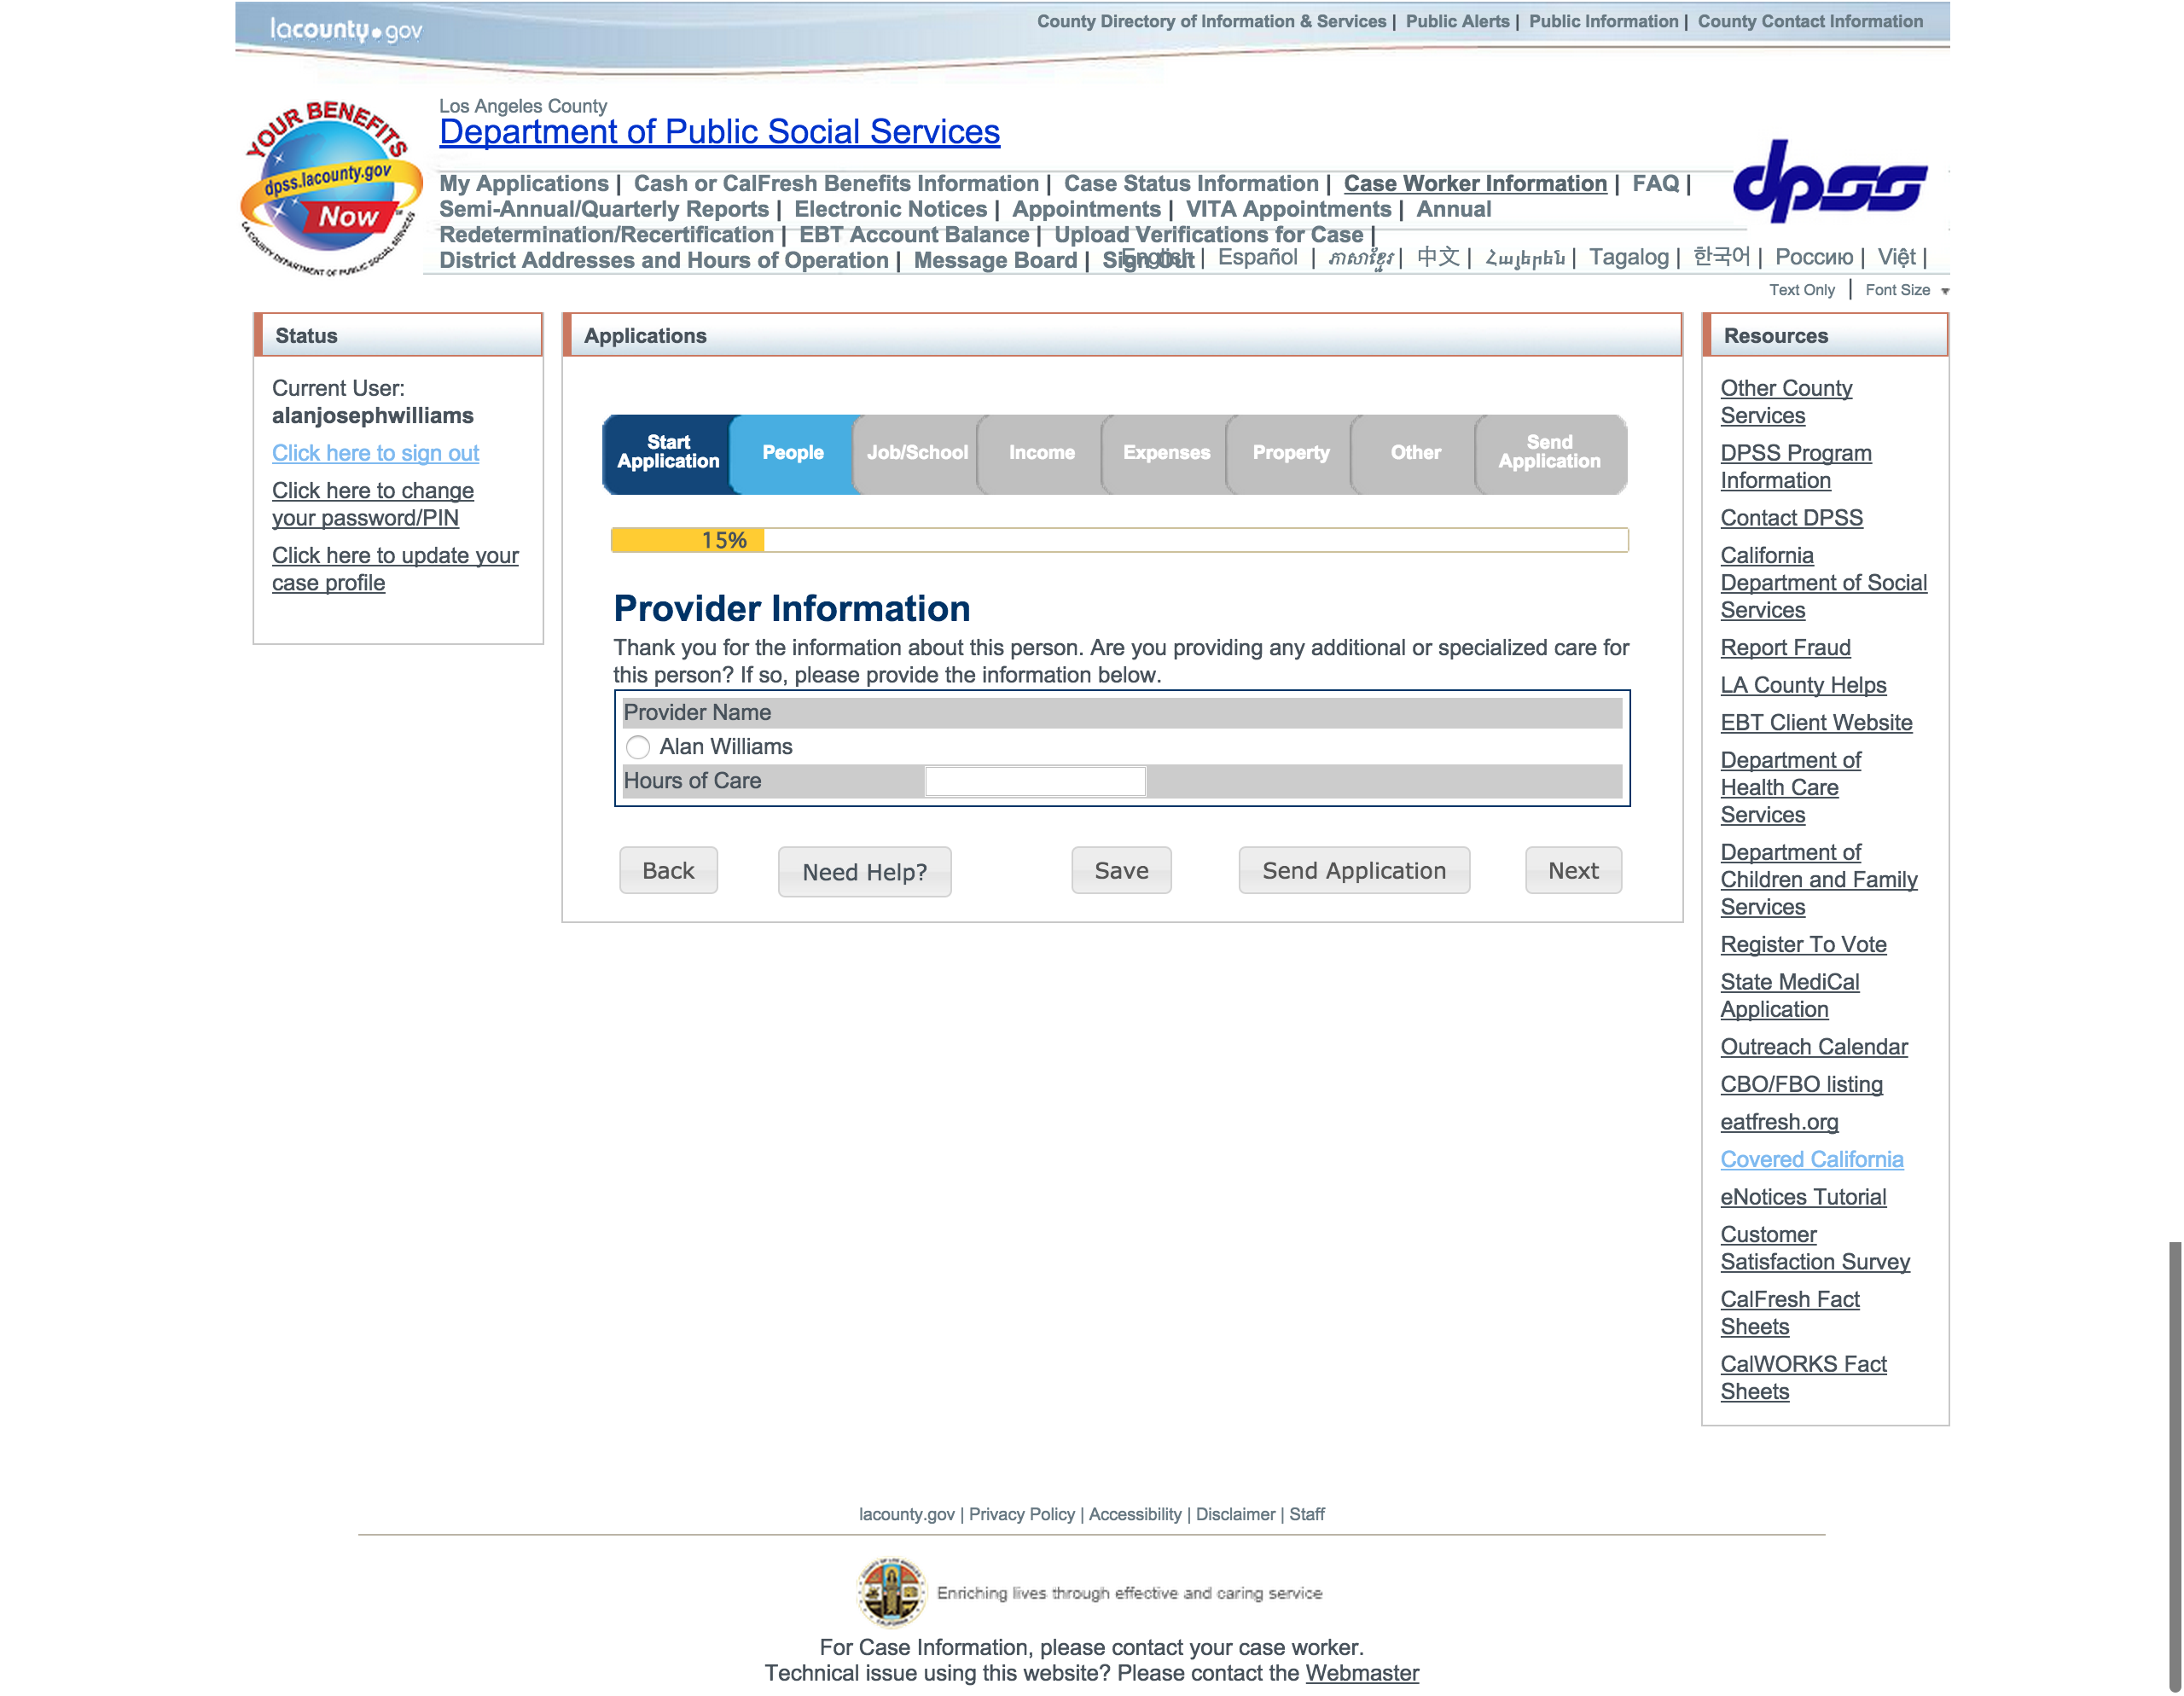 lacounty.gov
County Directory of Information & Services | Public Alerts | Public Information | County Contact Information
YOUR BENEFITS
dpss.lacounty.gov
Now
LA COUNTY DEPARTMENT OF PUBLIC SOCIAL SERVICES
Los Angeles County
Department of Public Social Services
dpss
My Applications | Cash or CalFresh Benefits Information | Case Status Information | Case Worker Information | FAQ |
Semi-Annual/Quarterly Reports | Electronic Notices | Appointments | VITA Appointments | Annual
Redetermination/Recertification | EBT Account Balance | Upload Verifications for Case |
District Addresses and Hours of Operation | Message Board | Sign Out
English | Español | ភាសាខ្មែរ | 中文 | Հայերեն | Tagalog | 한국어 | Россию | Việt |
Text Only | Font Size
Status
Current User:
alanjosephwilliams
Click here to sign out
Click here to change
your password/PIN
Click here to update your
case profile
Applications
Start
Application
People
Job/School
Income
Expenses
Property
Other
Send
Application
15%
Provider Information
Thank you for the information about this person. Are you providing any additional or specialized care for
this person? If so, please provide the information below.
Provider Name
Alan Williams
Hours of Care
Back
Need Help?
Save
Send Application
Next
Resources
Other County
Services
DPSS Program
Information
Contact DPSS
California
Department of Social
Services
Report Fraud
LA County Helps
EBT Client Website
Department of
Health Care
Services
Department of
Children and Family
Services
Register To Vote
State MediCal
Application
Outreach Calendar
CBO/FBO listing
eatfresh.org
Covered California
eNotices Tutorial
Customer
Satisfaction Survey
CalFresh Fact
Sheets
CalWORKS Fact
Sheets
lacounty.gov | Privacy Policy | Accessibility | Disclaimer | Staff
Enriching lives through effective and caring service
For Case Information, please contact your case worker.
Technical issue using this website? Please contact the Webmaster